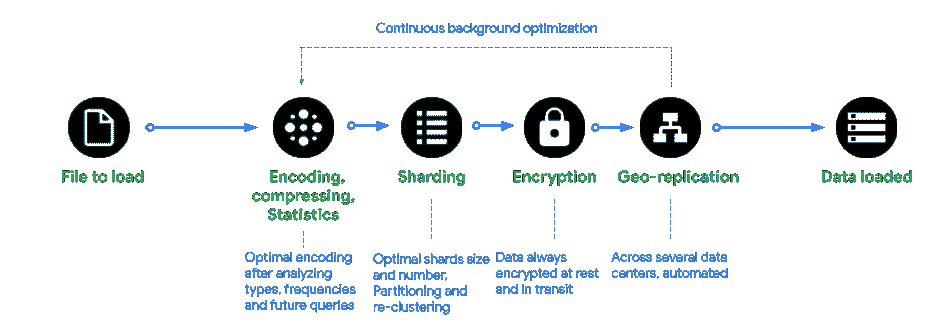 Continuous background optimization
File to load
Encoding,
compressing,
Statistics
Sharding
Encryption
Geo-replication
Data loaded
Optimal encoding
after analyzing
types, frequencies
and future queries
Optimal shards size
and number,
Partitioning and
re-clustering
Data always
encrypted at rest
and in transit
Across several data
centers, automated